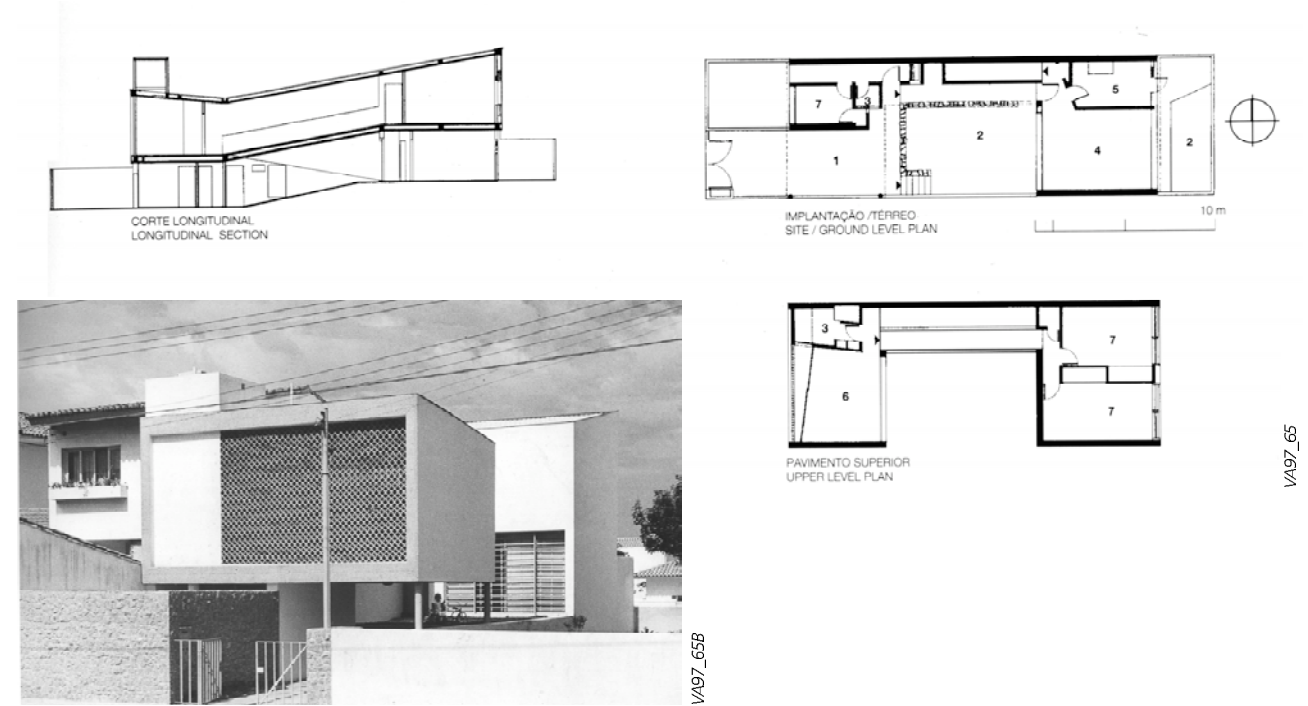 CORTE LONGITUDINAL
LONGITUDINAL SECTION
7
3
5
2
1
4
2
IMPLANTAÇÃO /TÉRREO
SITE / GROUND LEVEL PLAN
10 m
3
7
6
7
PAVIMENTO SUPERIOR
UPPER LEVEL PLAN
VA97_65
VA97_65B